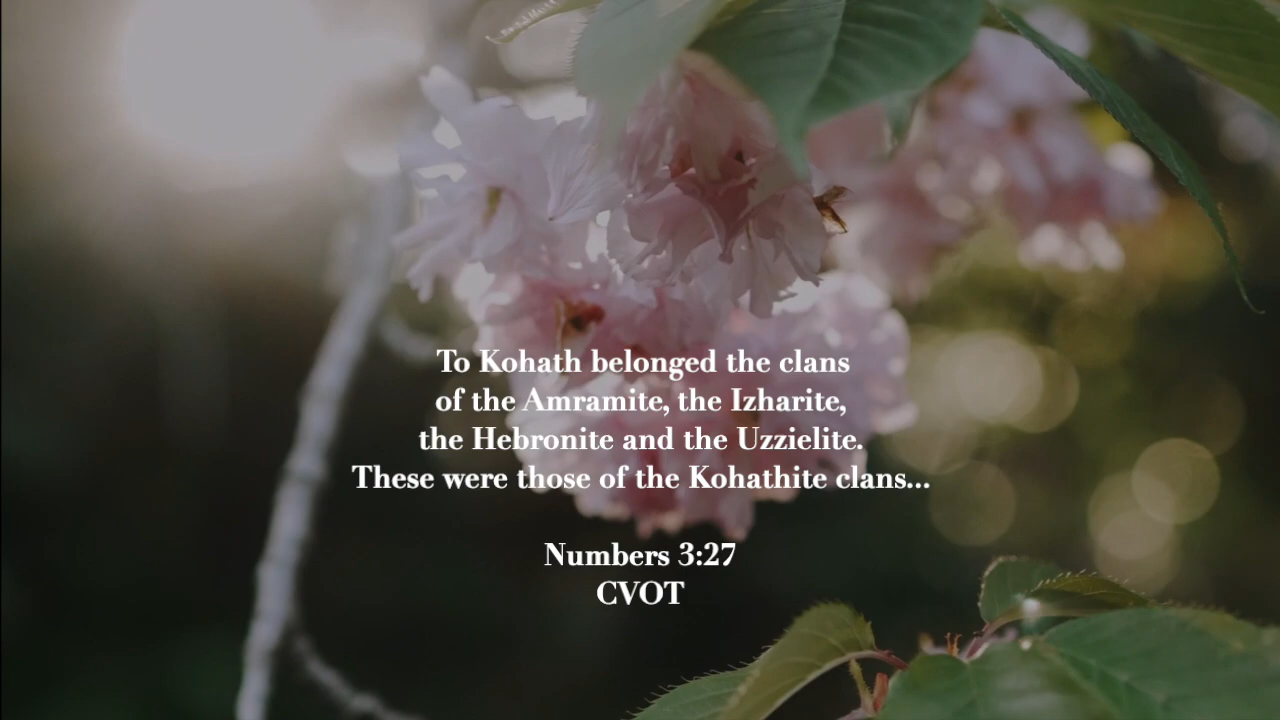 To Kohath belonged the clans
of the Amramite, the Izharite,
the Hebronite and the Uzzielite.
These were those of the Kohathite clans...
Numbers 3:27
CVOT